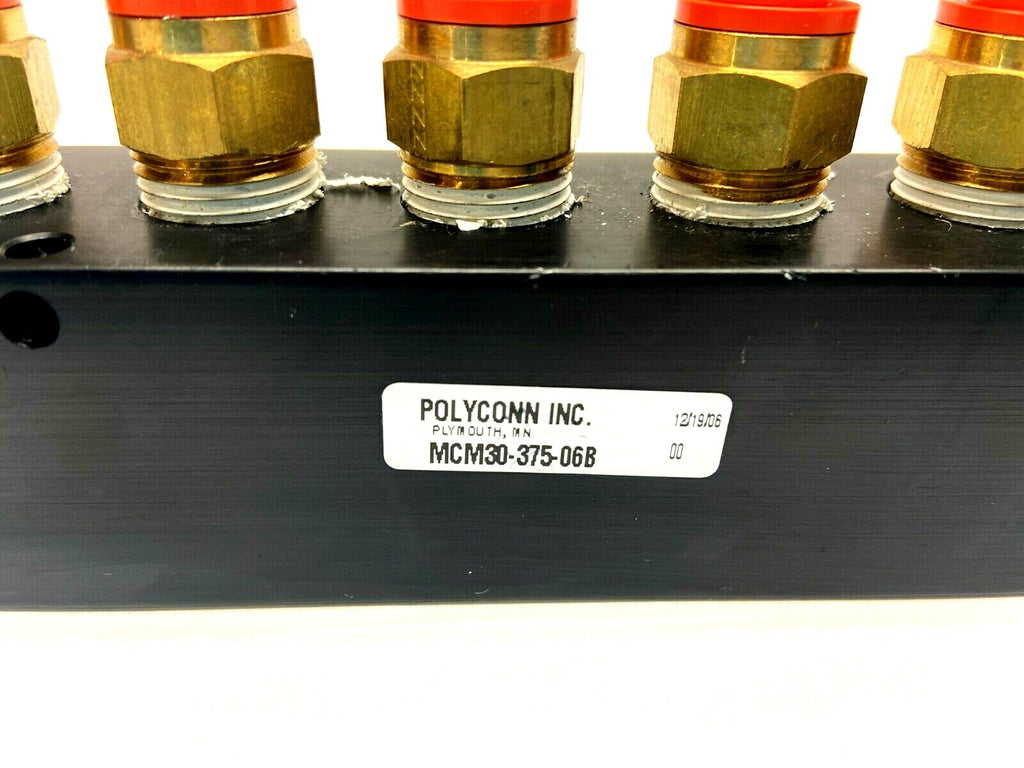 POLYCONN INC. 12/19/06
PLYMOUTH, MN
MCM30-375-06B 00